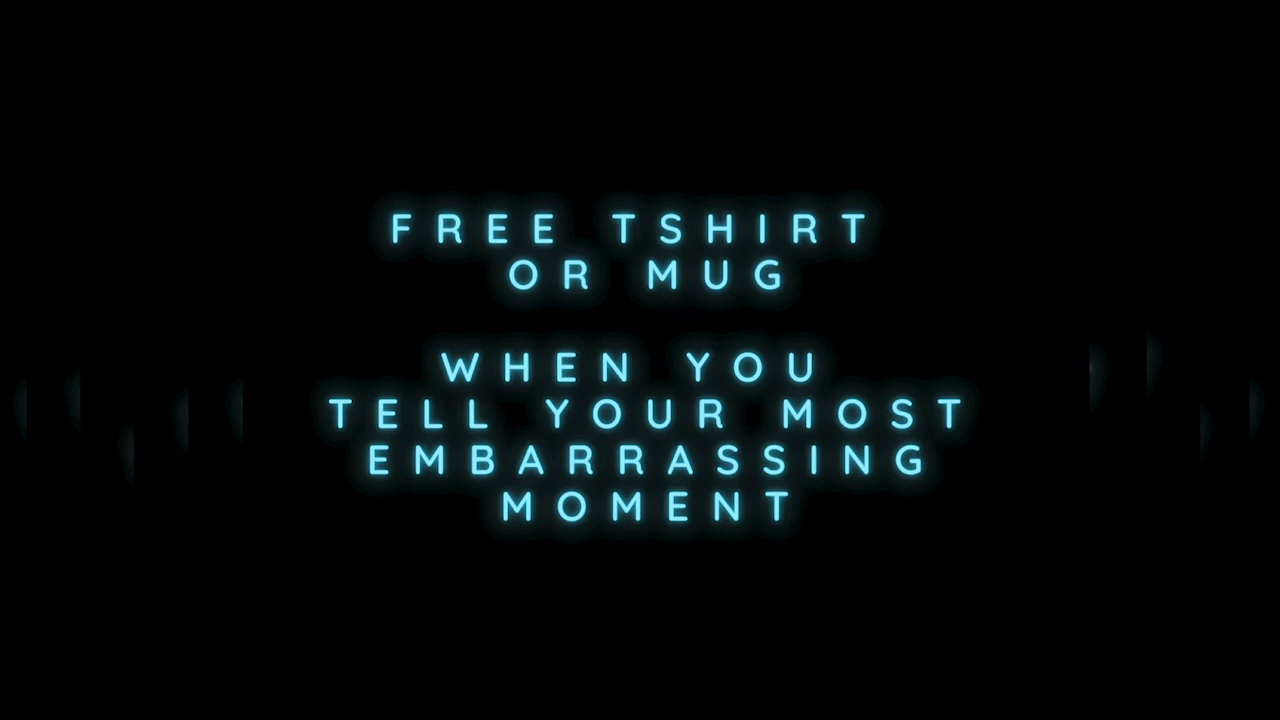 FREE TSHIRT
OR MUG
WHEN YOU
TELL YOUR MOST
EMBARRASSING
MOMENT